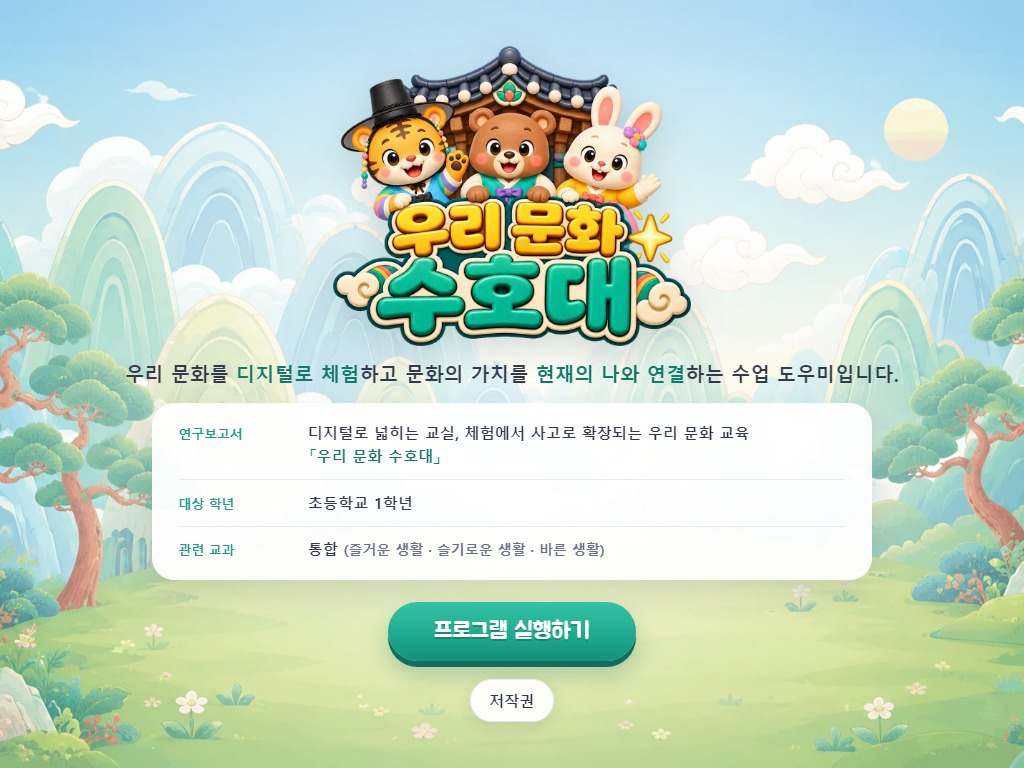 우리 문화
수호대
우리 문화를 디지털로 체험하고 문화의 가치를 현재의 나와 연결하는 수업 도우미입니다.
연구보고서
디지털로 넓히는 교실, 체험에서 사고로 확장되는 우리 문화 교육
「우리 문화 수호대」
대상 학년
초등학교 1학년
관련 교과
통합 (즐거운 생활 · 슬기로운 생활 · 바른 생활)
프로그램 실행하기
저작권